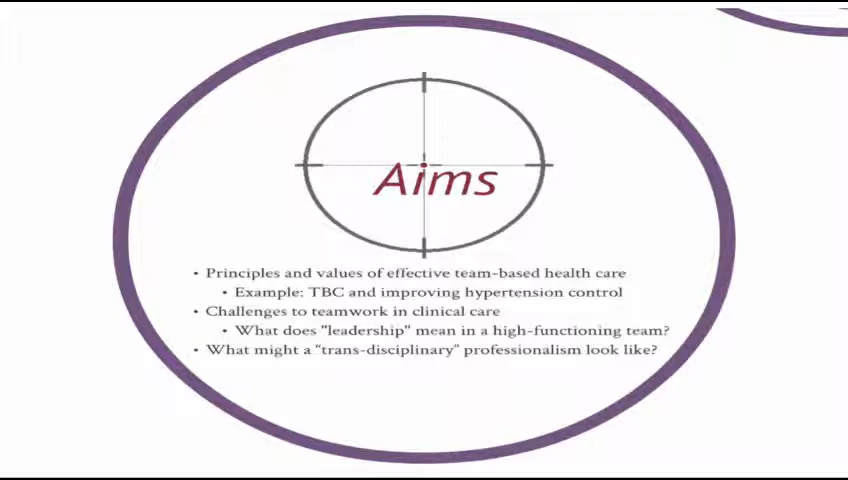 Aims
• Principles and values of effective team-based health care
• Example: TBC and improving hypertension control
• Challenges to teamwork in clinical care
• What does "leadership" mean in a high-functioning team?
• What might a "trans-disciplinary" professionalism look like?